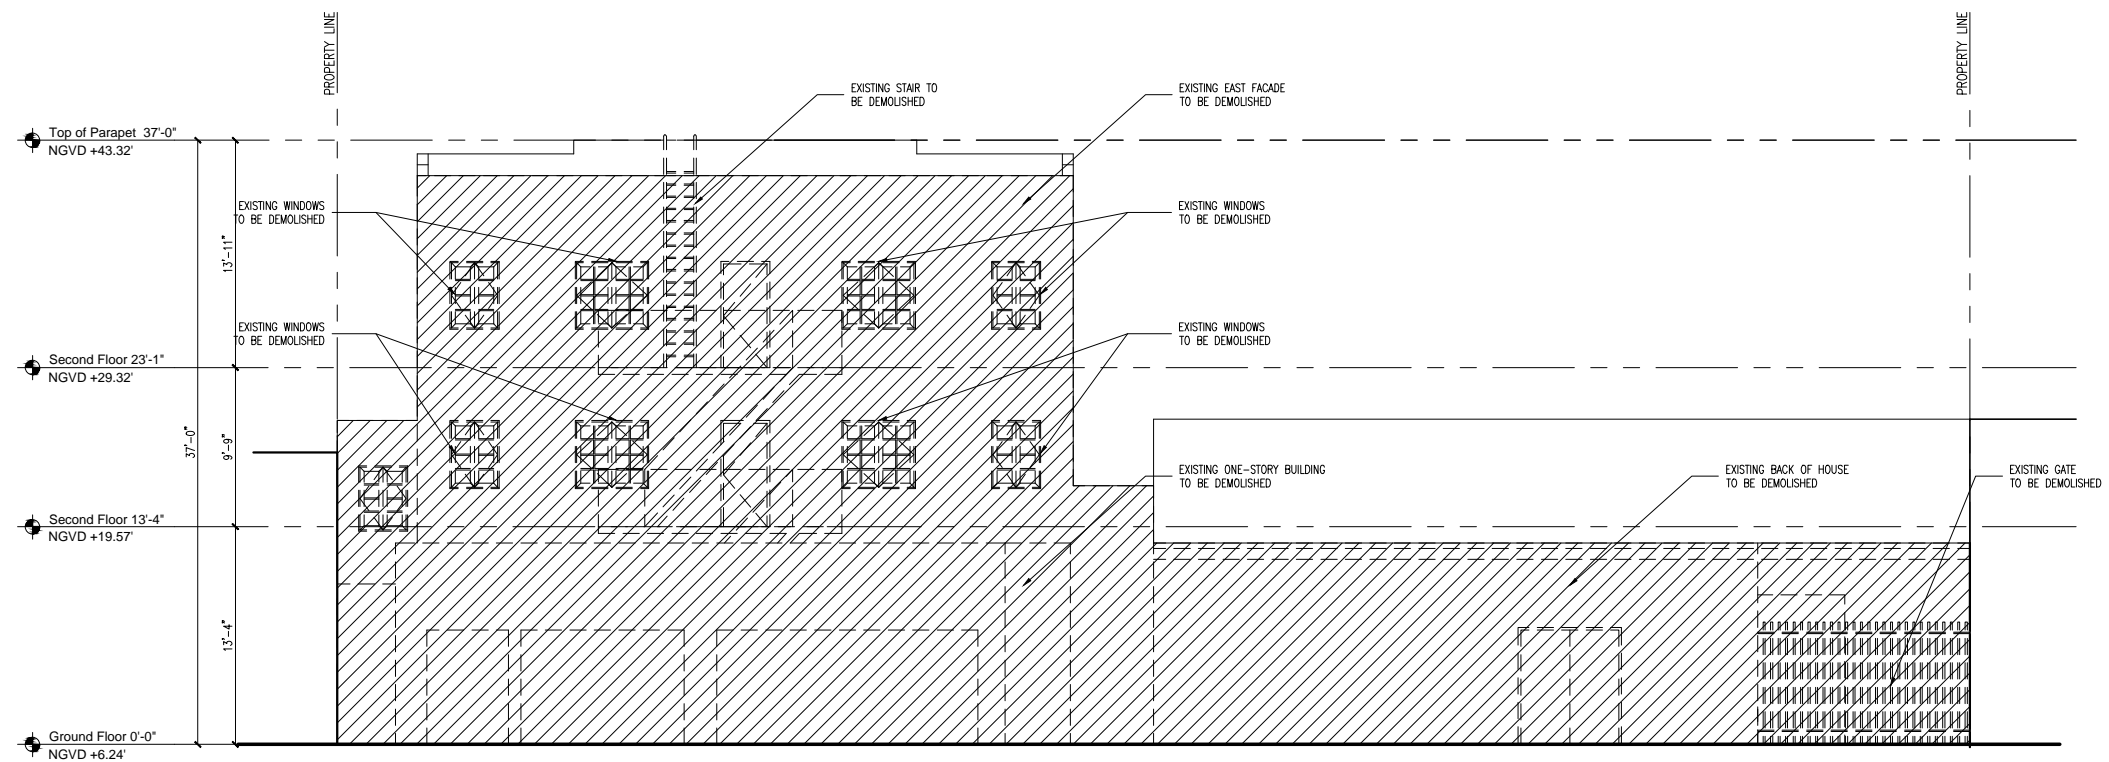 PROPERTY LINE
PROPERTY LINE
EXISTING STAIR TO
BE DEMOLISHED
EXISTING EAST FACADE
TO BE DEMOLISHED
Top of Parapet 37'-0"
NGVD +43.32'
EXISTING WINDOWS
TO BE DEMOLISHED
EXISTING WINDOWS
TO BE DEMOLISHED
13'-11"
EXISTING WINDOWS
TO BE DEMOLISHED
EXISTING WINDOWS
TO BE DEMOLISHED
Second Floor 23'-1"
NGVD +29.32'
37'-0"
9'-9"
EXISTING ONE-STORY BUILDING
TO BE DEMOLISHED
EXISTING BACK OF HOUSE
TO BE DEMOLISHED
EXISTING GATE
TO BE DEMOLISHED
Second Floor 13'-4"
NGVD +19.57'
13'-4"
Ground Floor 0'-0"
NGVD +6.24'